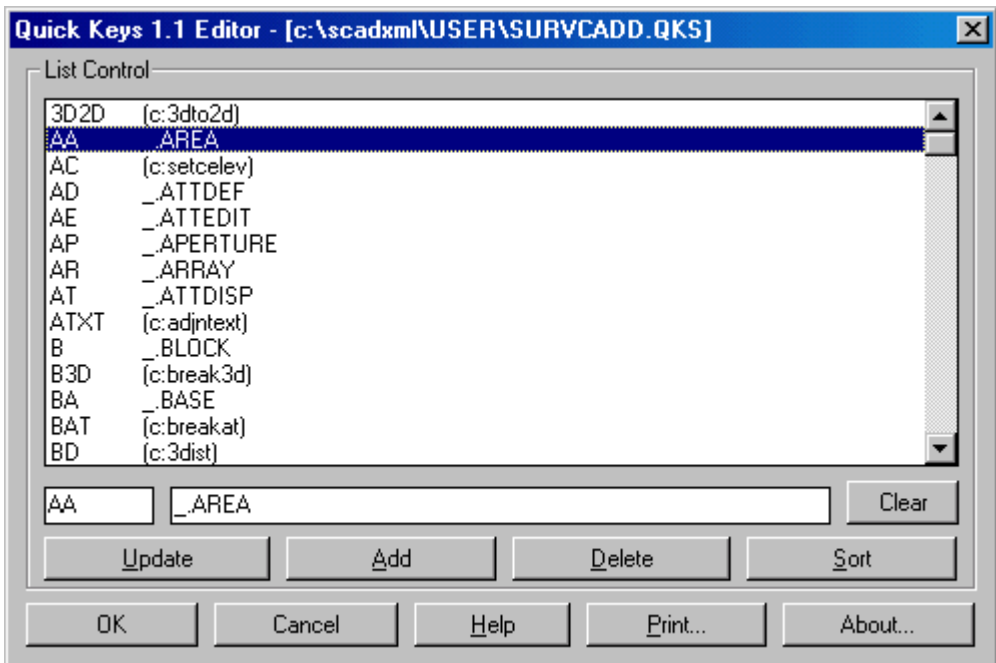 Quick Keys 1.1 Editor - [c:\scadxml\USER\SURVCADD.QKS]
List Control
3D2D (c:3dto2d)
AA _.AREA
AC (c:setcelev)
AD _.ATTDEF
AE _.ATTEDIT
AP _.APERTURE
AR _.ARRAY
AT _.ATTDISP
ATXT (c:adjntext)
B _.BLOCK
B3D (c:break3d)
BA _.BASE
BAT (c:breakat)
BD (c:3dist)
AA _.AREA Clear
Update Add Delete Sort
OK Cancel Help Print... About...